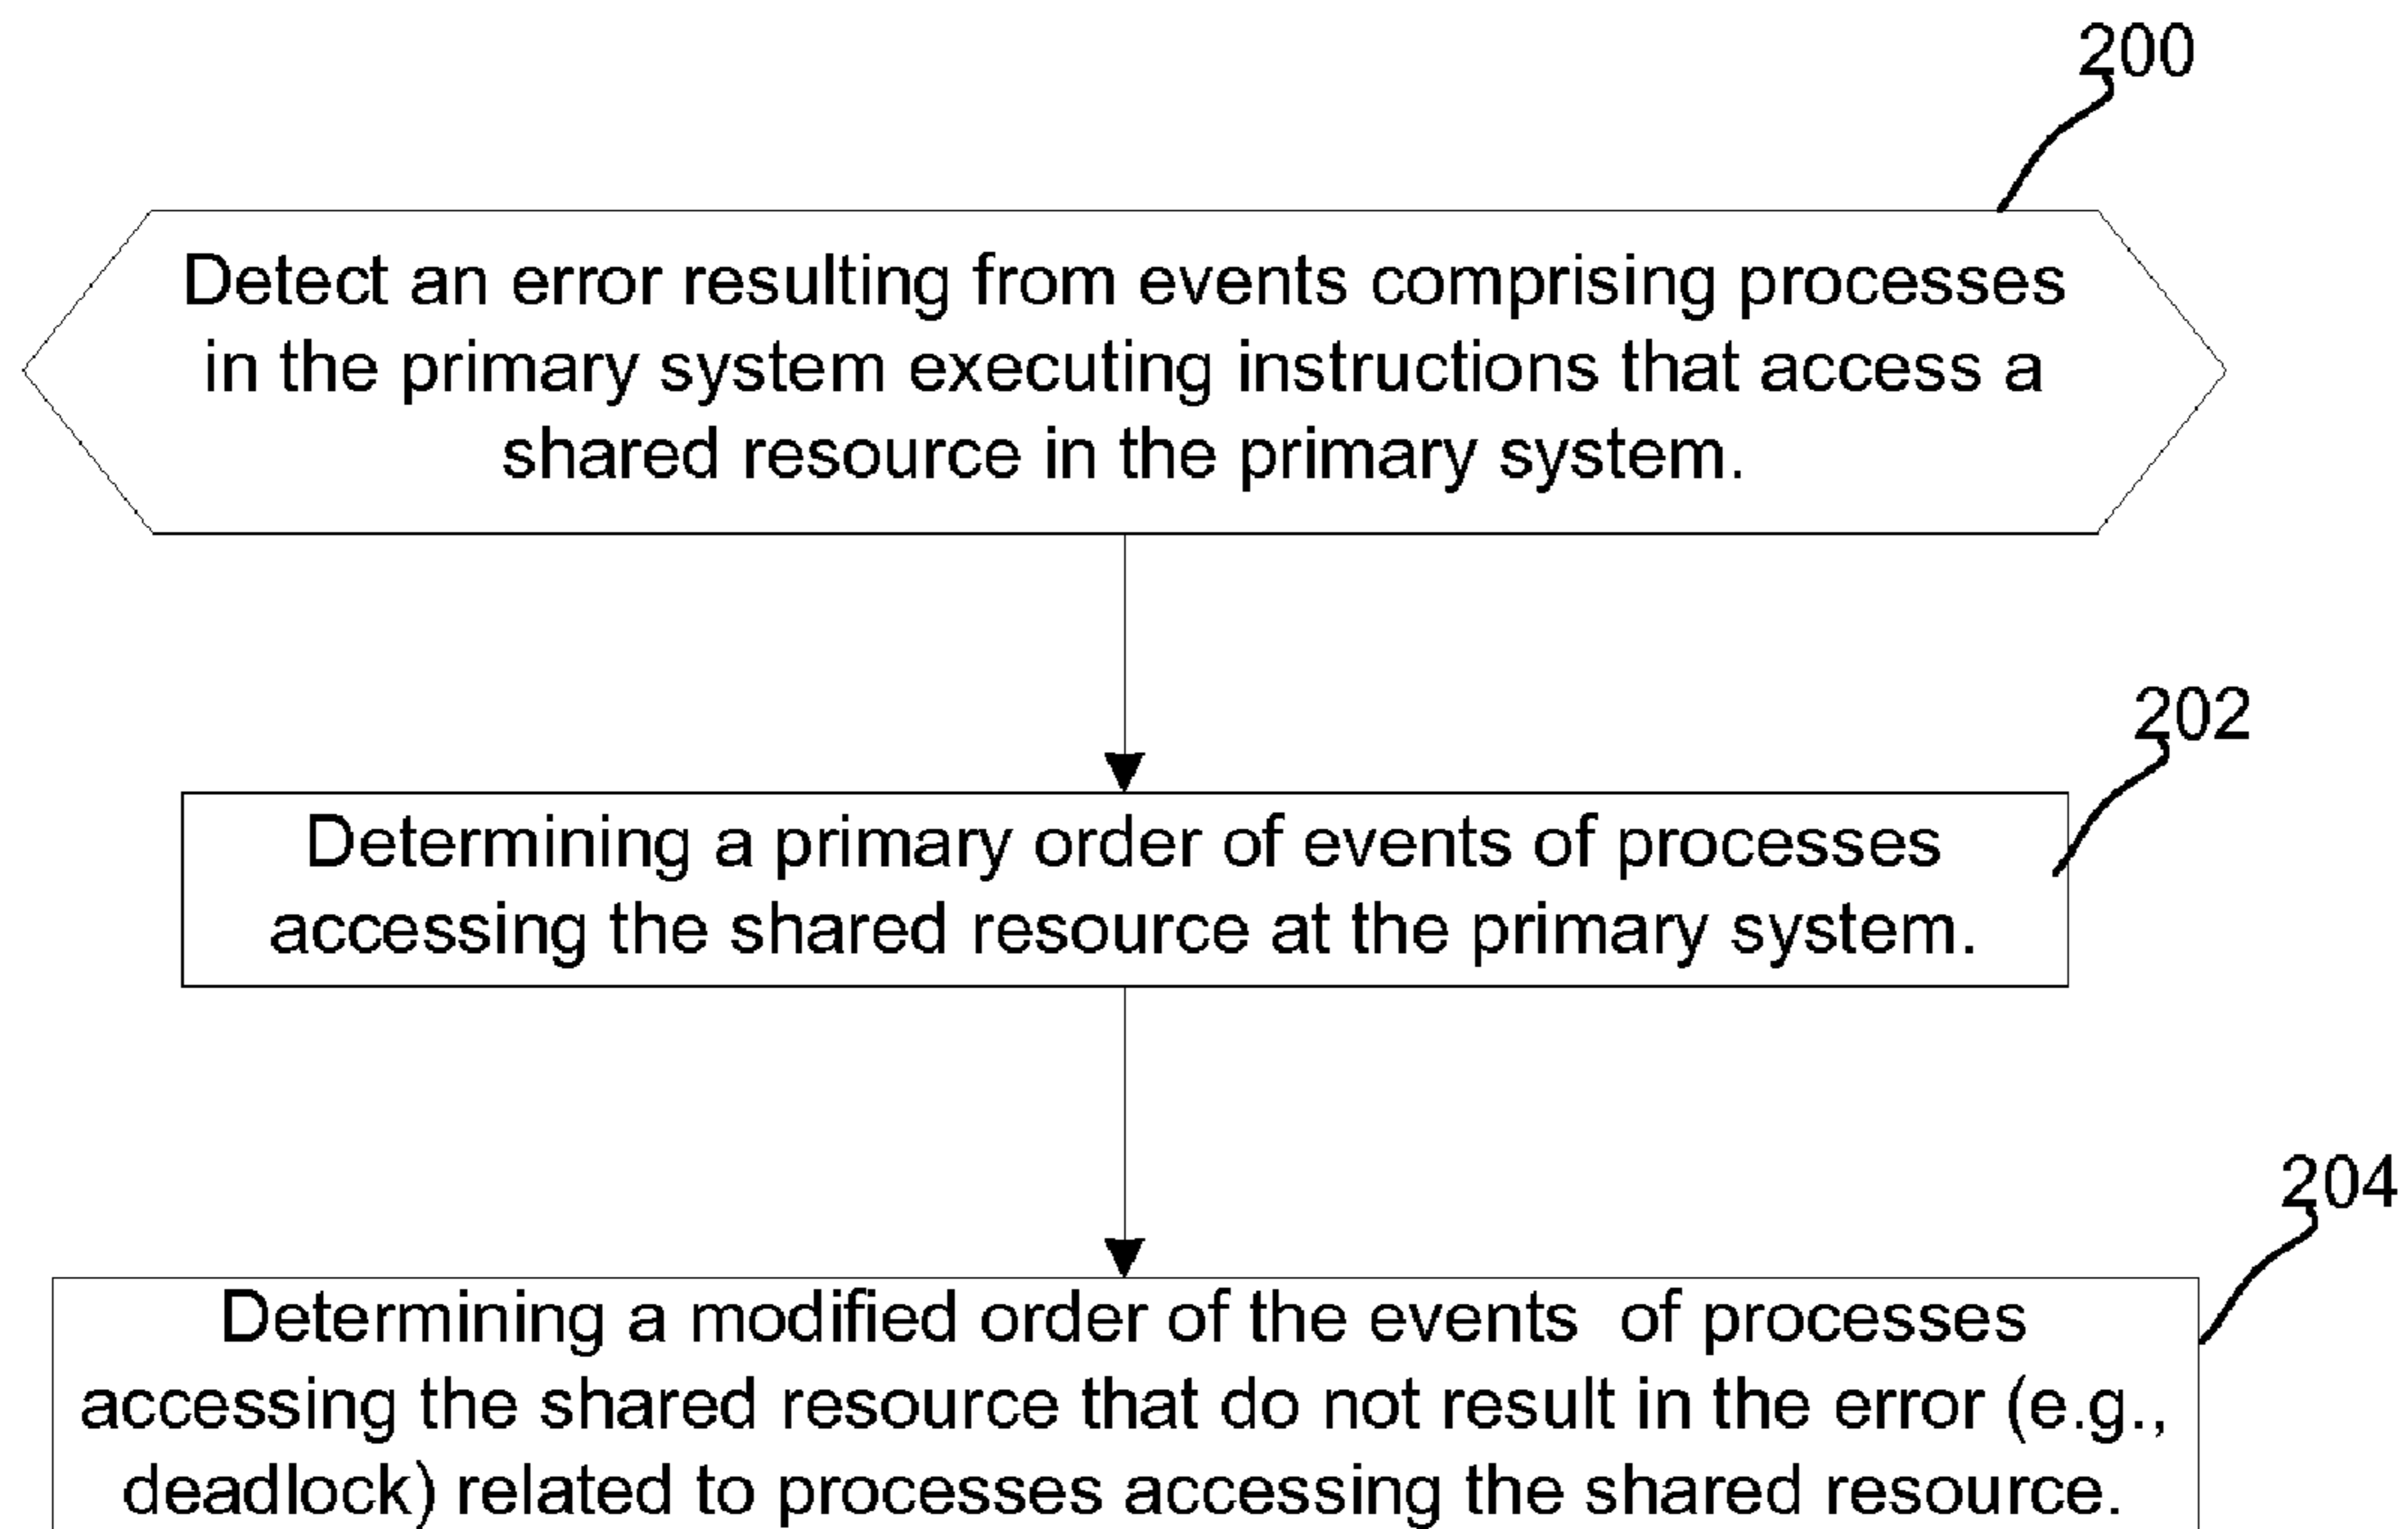 200
Detect an error resulting from events comprising processes
in the primary system executing instructions that access a
shared resource in the primary system.
202
Determining a primary order of events of processes
accessing the shared resource at the primary system.
204
Determining a modified order of the events of processes
accessing the shared resource that do not result in the error (e.g.,
deadlock) related to processes accessing the shared resource.